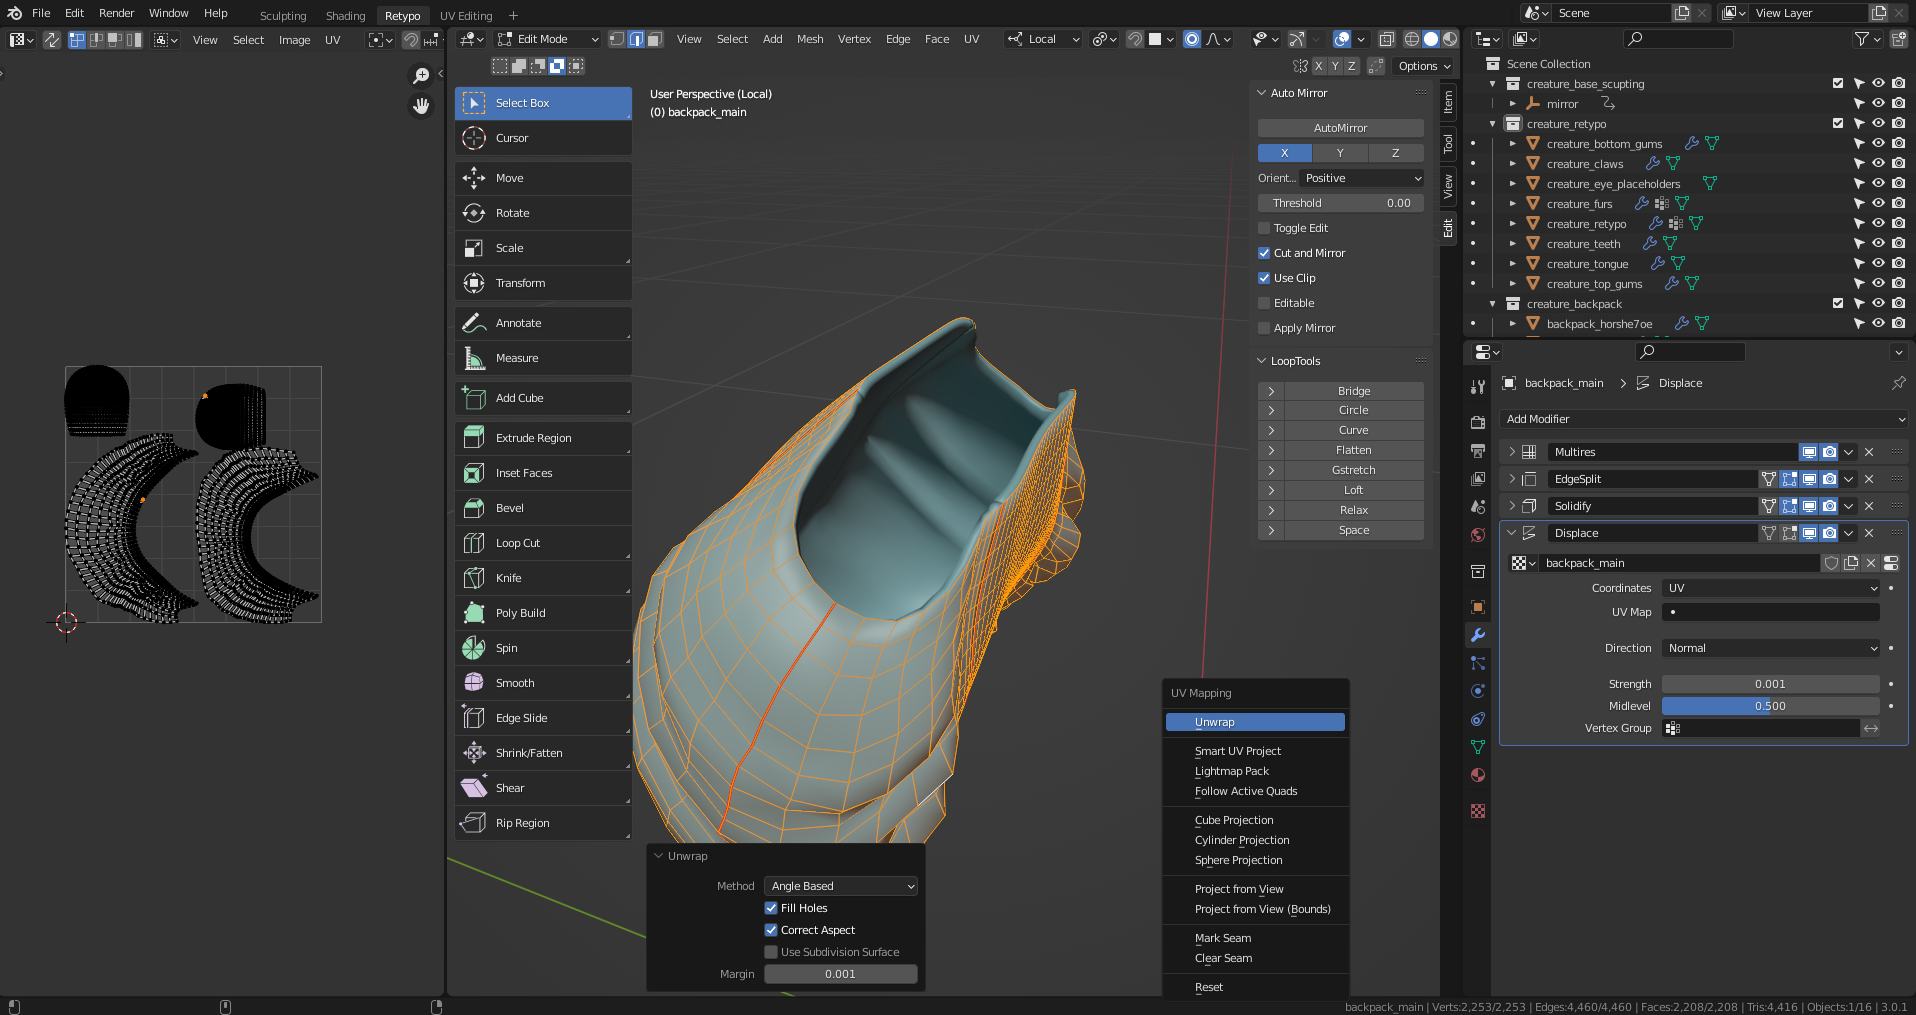 File Edit Render Window Help Sculpting Shading Retypo UV Editing +
Scene View Layer
View Select Image UV
Edit Mode View Select Add Mesh Vertex Edge Face UV Local
X Y Z Options
Select Box
Cursor
Move
Rotate
Scale
Transform
Annotate
Measure
Add Cube
Extrude Region
Inset Faces
Bevel
Loop Cut
Knife
Poly Build
Spin
Smooth
Edge Slide
Shrink/Fatten
Shear
Rip Region
User Perspective (Local)
(0) backpack_main
Auto Mirror
AutoMirror
X Y Z
Orient... Positive
Threshold 0.00
Toggle Edit
Cut and Mirror
Use Clip
Editable
Apply Mirror
LoopTools
Bridge
Circle
Curve
Flatten
Gstretch
Loft
Relax
Space
Item
Tool
View
Edit
UV Mapping
Unwrap
Smart UV Project
Lightmap Pack
Follow Active Quads
Cube Projection
Cylinder Projection
Sphere Projection
Project from View
Project from View (Bounds)
Mark Seam
Clear Seam
Reset
Unwrap
Method Angle Based
Fill Holes
Correct Aspect
Use Subdivision Surface
Margin 0.001
Scene Collection
creature_base_scupting
mirror
creature_retypo
creature_bottom_gums
creature_claws
creature_eye_placeholders
creature_furs
creature_retypo
creature_teeth
creature_tongue
creature_top_gums
creature_backpack
backpack_horshe7oe
backpack_main Displace
Add Modifier
Multires
EdgeSplit
Solidify
Displace
backpack_main
Coordinates UV
UV Map
Direction Normal
Strength 0.001
Midlevel 0.500
Vertex Group
backpack_main | Verts:2,253/2,253 | Edges:4,460/4,460 | Faces:2,208/2,208 | Tris:4,416 | Objects:1/16 | 3.0.1